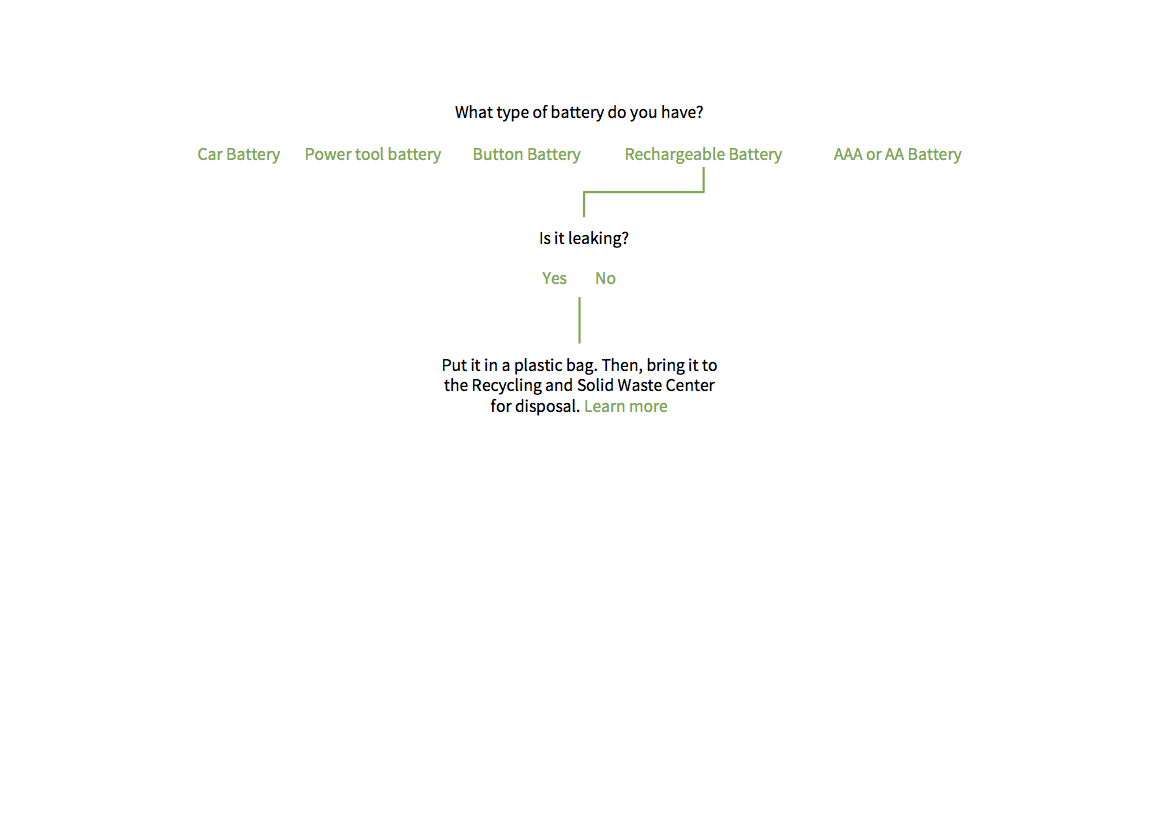 What type of battery do you have?
Car Battery Power tool battery Button Battery Rechargeable Battery AAA or AA Battery
Is it leaking?
Yes No
Put it in a plastic bag. Then, bring it to
the Recycling and Solid Waste Center
for disposal. Learn more